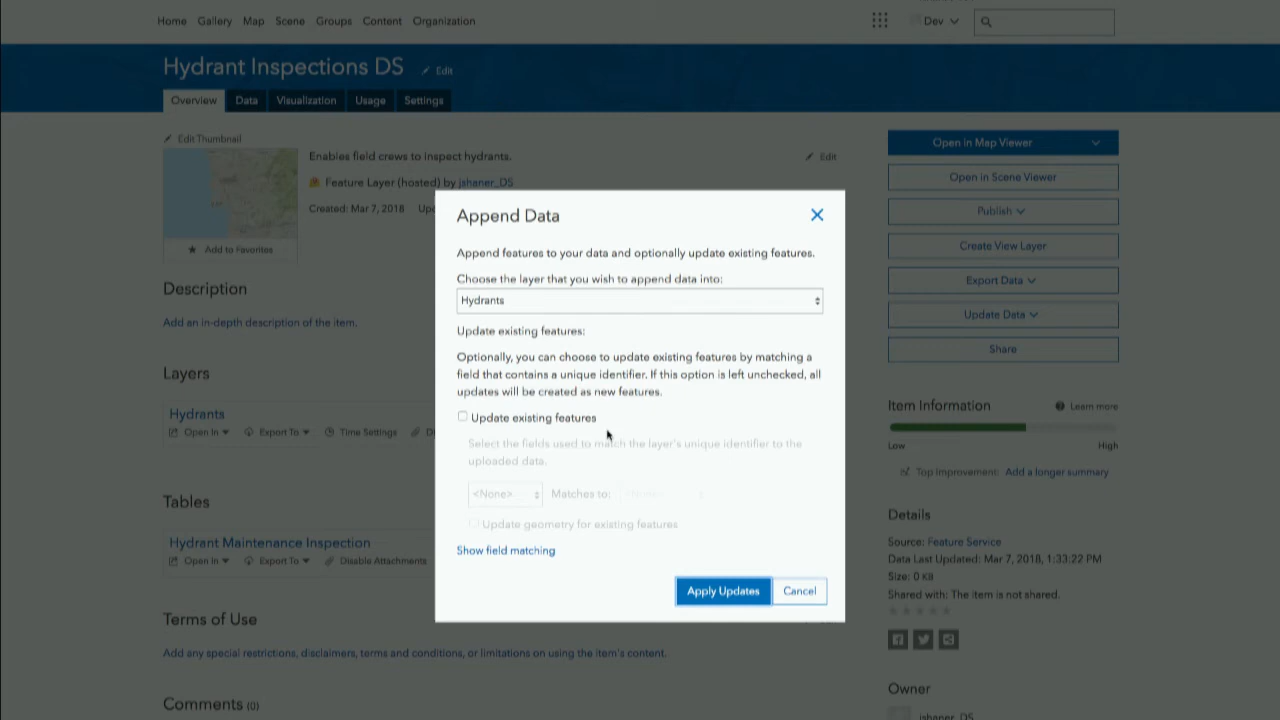 Home Gallery Map Scene Groups Content Organization
Dev
Hydrant Inspections DS
Edit
Overview Data Visualization Usage Settings
Edit Thumbnail
Enables field crews to inspect hydrants.
Edit
Feature Layer (hosted) by jshaner_DS
Created: Mar 7, 2018
Add to Favorites
Description
Add an in-depth description of the item.
Layers
Hydrants
Open In Export To Time Settings
Tables
Hydrant Maintenance Inspection
Open In Export To Disable Attachments
Terms of Use
Add any special restrictions, disclaimers, terms and conditions, or limitations on using the item's content.
Comments (0)
Append Data
Append features to your data and optionally update existing features.
Choose the layer that you wish to append data into:
Hydrants
Update existing features:
Optionally, you can choose to update existing features by matching a
field that contains a unique identifier. If this option is left unchecked, all
updates will be created as new features.
Update existing features
Select the fields used to match the layer's unique identifier to the
uploaded data.
<None> Matches to:
Update geometry for existing features
Show field matching
Apply Updates Cancel
Open in Map Viewer
Open in Scene Viewer
Publish
Create View Layer
Export Data
Update Data
Share
Item Information
Learn more
Low High
Top Improvement: Add a longer summary
Details
Source: Feature Service
Data Last Updated: Mar 7, 2018, 1:33:22 PM
Size: 0 KB
Shared with: The item is not shared.
Owner
jshaner_DS